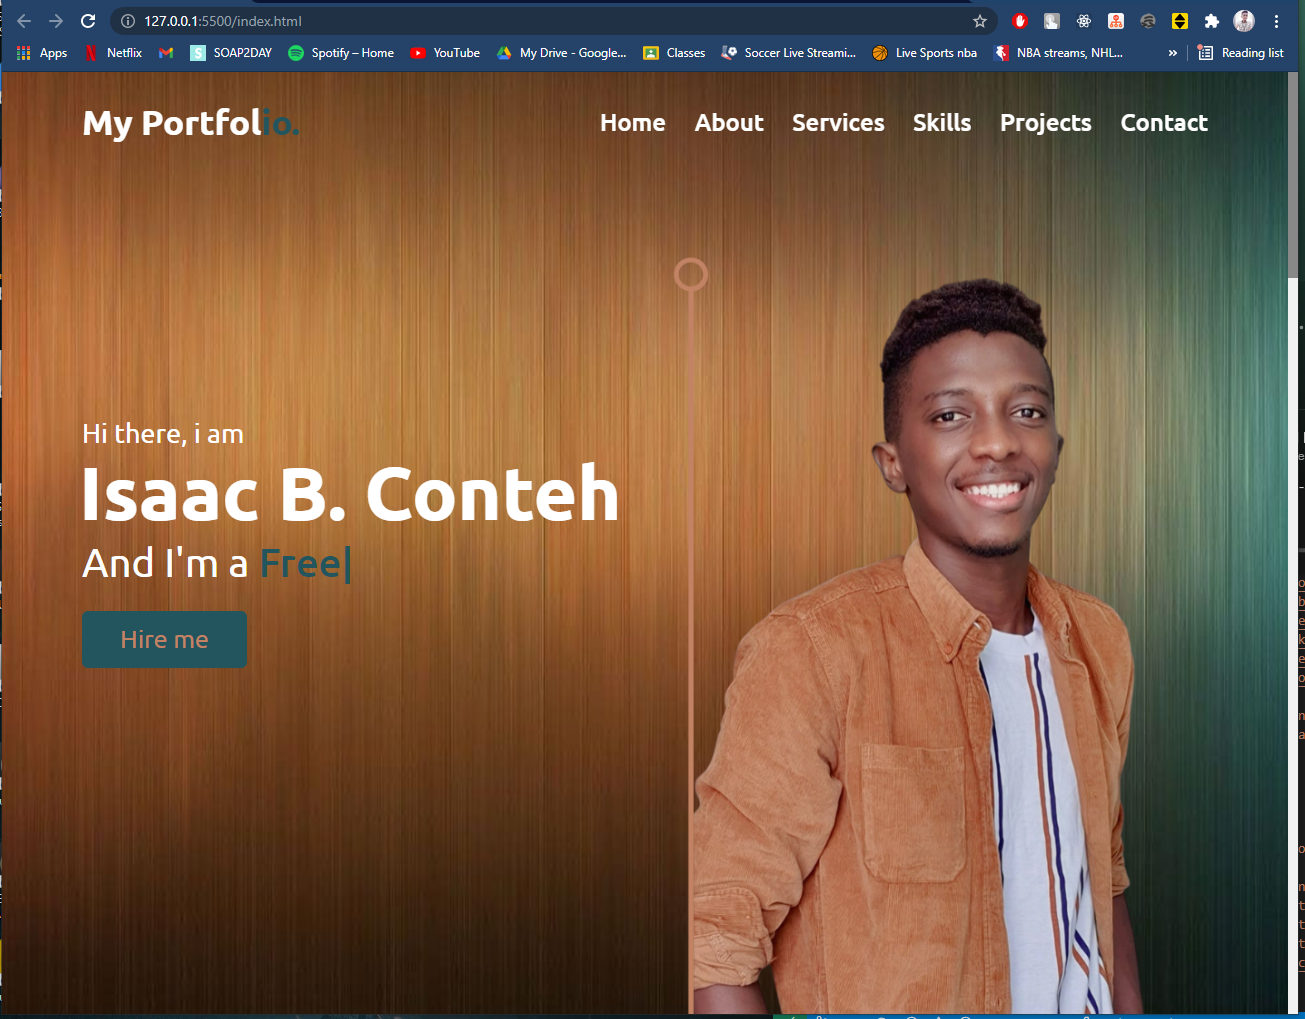 127.0.0.1:5500/index.html
Apps Netflix SOAP2DAY Spotify – Home YouTube My Drive - Google... Classes Soccer Live Streami... Live Sports nba NBA streams, NHL... » Reading list
My Portfolio. Home About Services Skills Projects Contact
Hi there, i am
Isaac B. Conteh
And I'm a Free|
Hire me